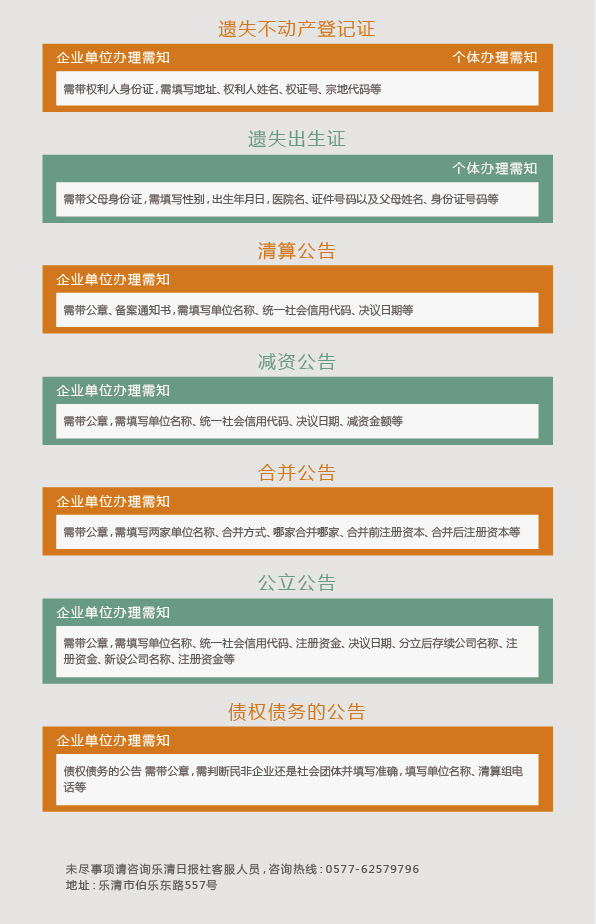 遗失不动产登记证
企业单位办理需知 个体办理需知
需带权利人身份证,需填写地址、权利人姓名、权证号、宗地代码等
遗失出生证
个体办理需知
需带父母身份证,需填写性别,出生年月日,医院名、证件号码以及父母姓名、身份证号码等
清算公告
企业单位办理需知
需带公章、备案通知书,需填写单位名称、统一社会信用代码、决议日期等
减资公告
企业单位办理需知
需带公章,需填写单位名称、统一社会信用代码、决议日期、减资金额等
合并公告
企业单位办理需知
需带公章,需填写两家单位名称、合并方式、哪家合并哪家、合并前注册资本、合并后注册资本等
公立公告
企业单位办理需知
需带公章,需填写单位名称、统一社会信用代码、注册资金、决议日期、分立后存续公司名称、注
册资金、新设公司名称、注册资金等
债权债务的公告
企业单位办理需知
债权债务的公告 需带公章,需判断民非企业还是社会团体并填写准确,填写单位名称、清算组电
话等
未尽事项请咨询乐清日报社客服人员,咨询热线:0577-62579796
地址:乐清市伯乐东路557号